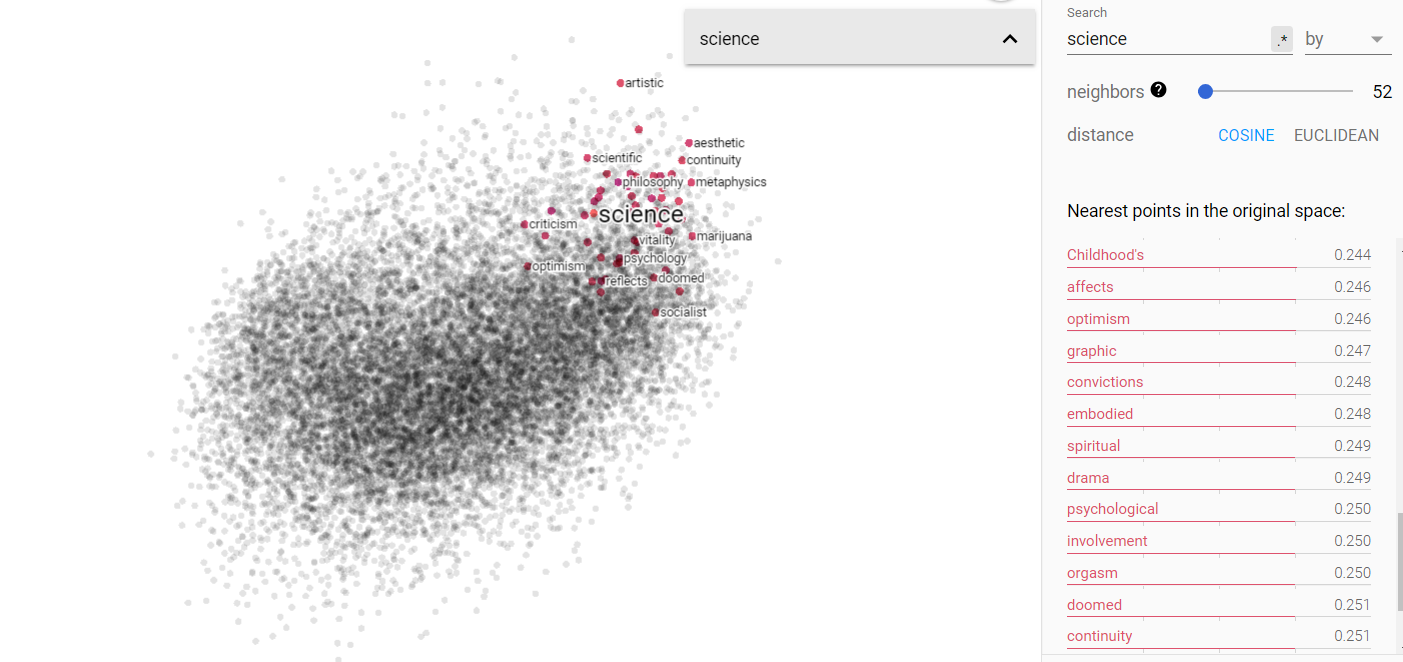 science
artistic
aesthetic
scientific
continuity
philosophy
metaphysics
science
criticism
vitality
marijuana
psychology
optimism
reflects
doomed
socialist
Search
science .* by
neighbors ? 52
distance COSINE EUCLIDEAN
Nearest points in the original space:
Childhood's 0.244
affects 0.246
optimism 0.246
graphic 0.247
convictions 0.248
embodied 0.248
spiritual 0.249
drama 0.249
psychological 0.250
involvement 0.250
orgasm 0.250
doomed 0.251
continuity 0.251